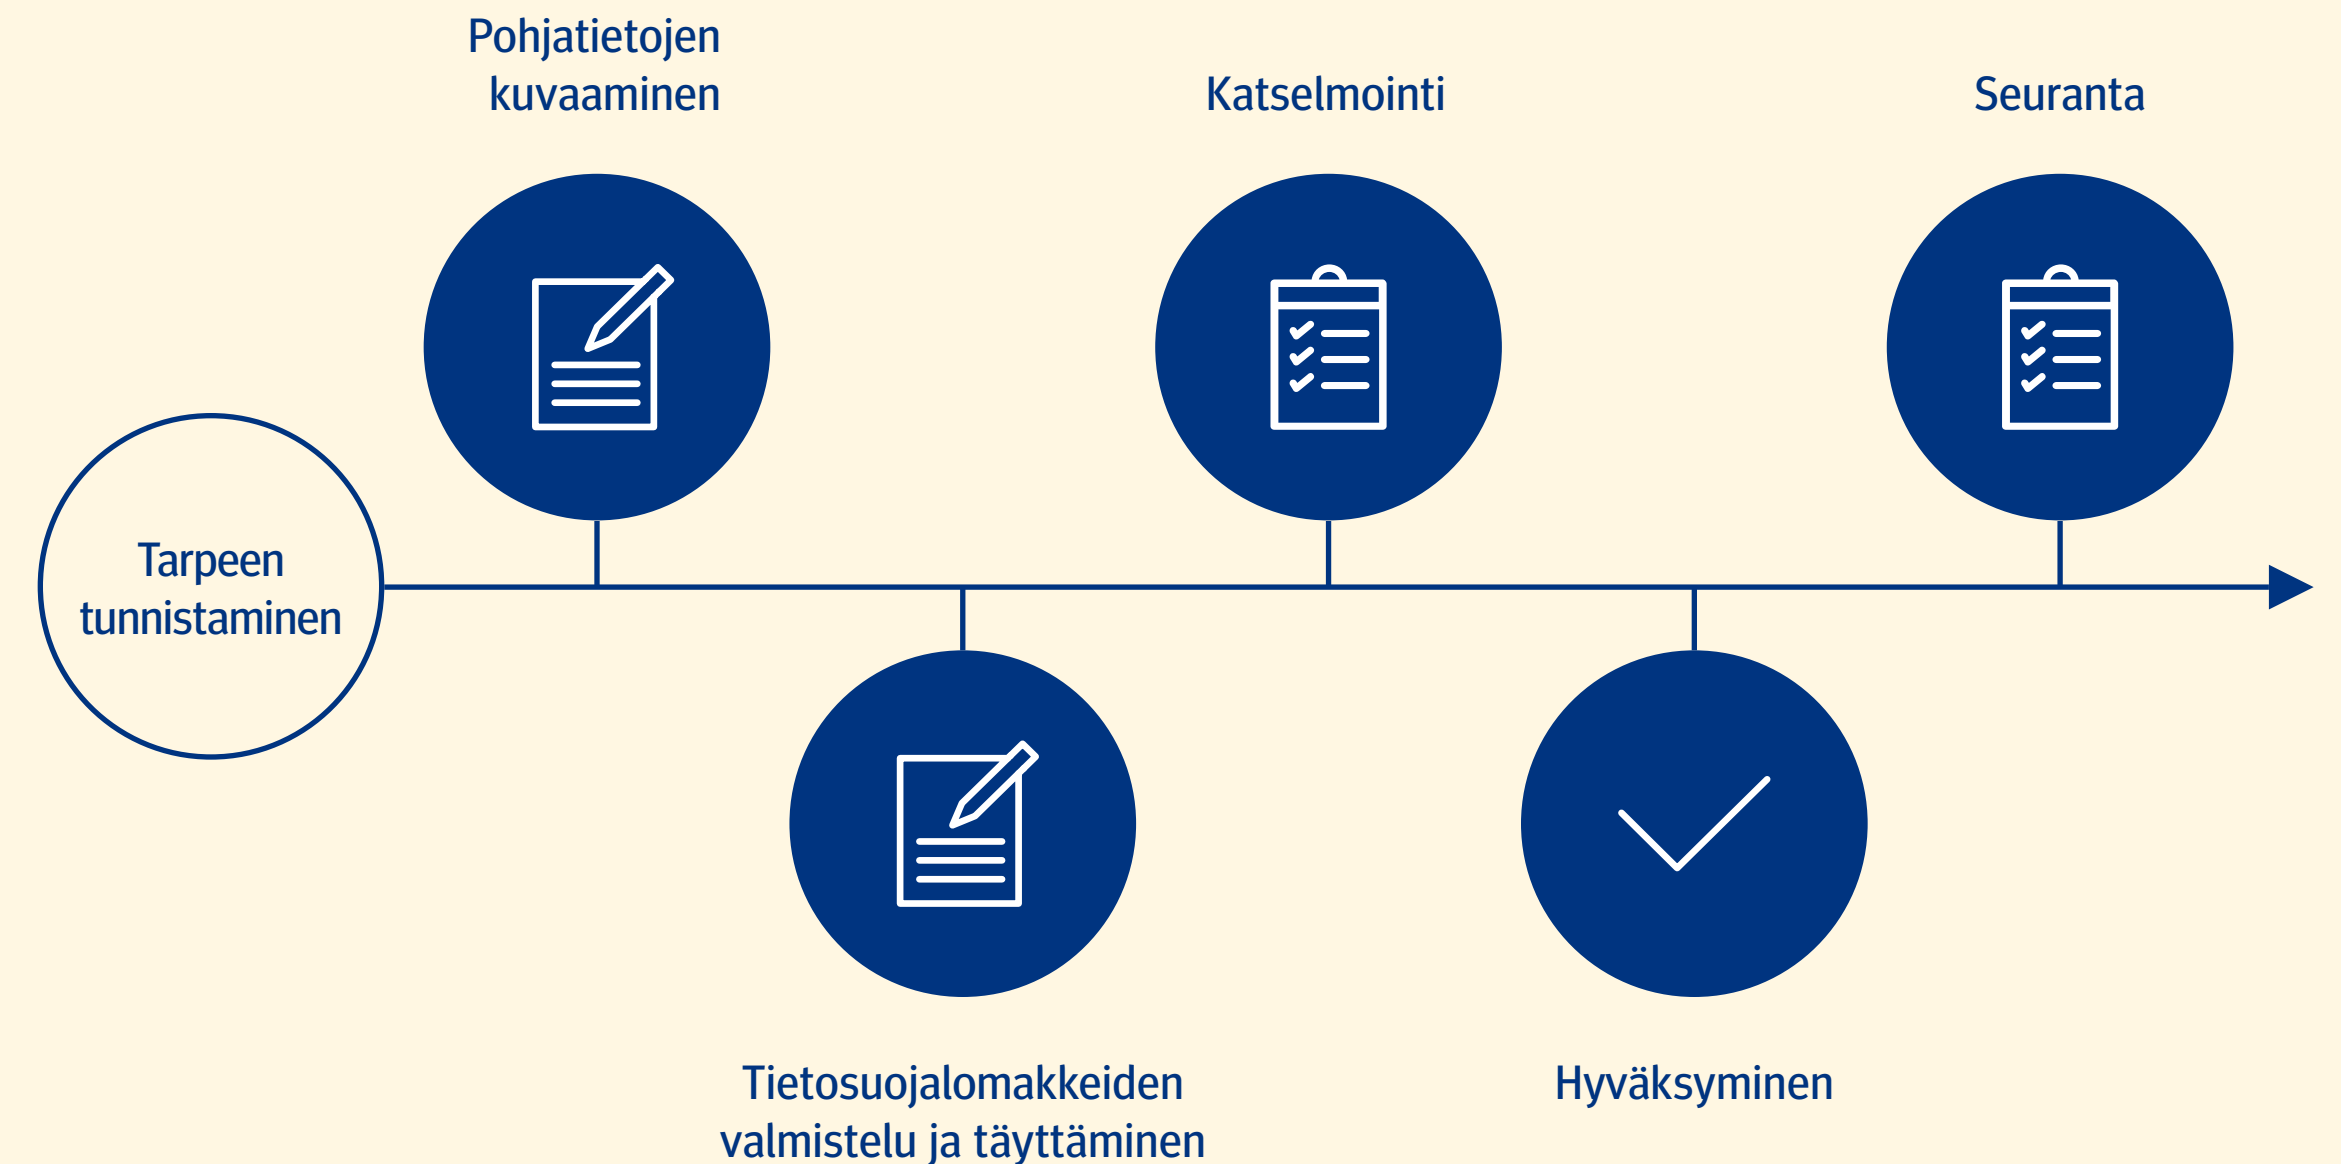 Pohjatietojen
kuvaaminen
Katselmointi
Seuranta
Tarpeen
tunnistaminen
Tietosuojalomakkeiden
valmistelu ja täyttäminen
Hyväksyminen